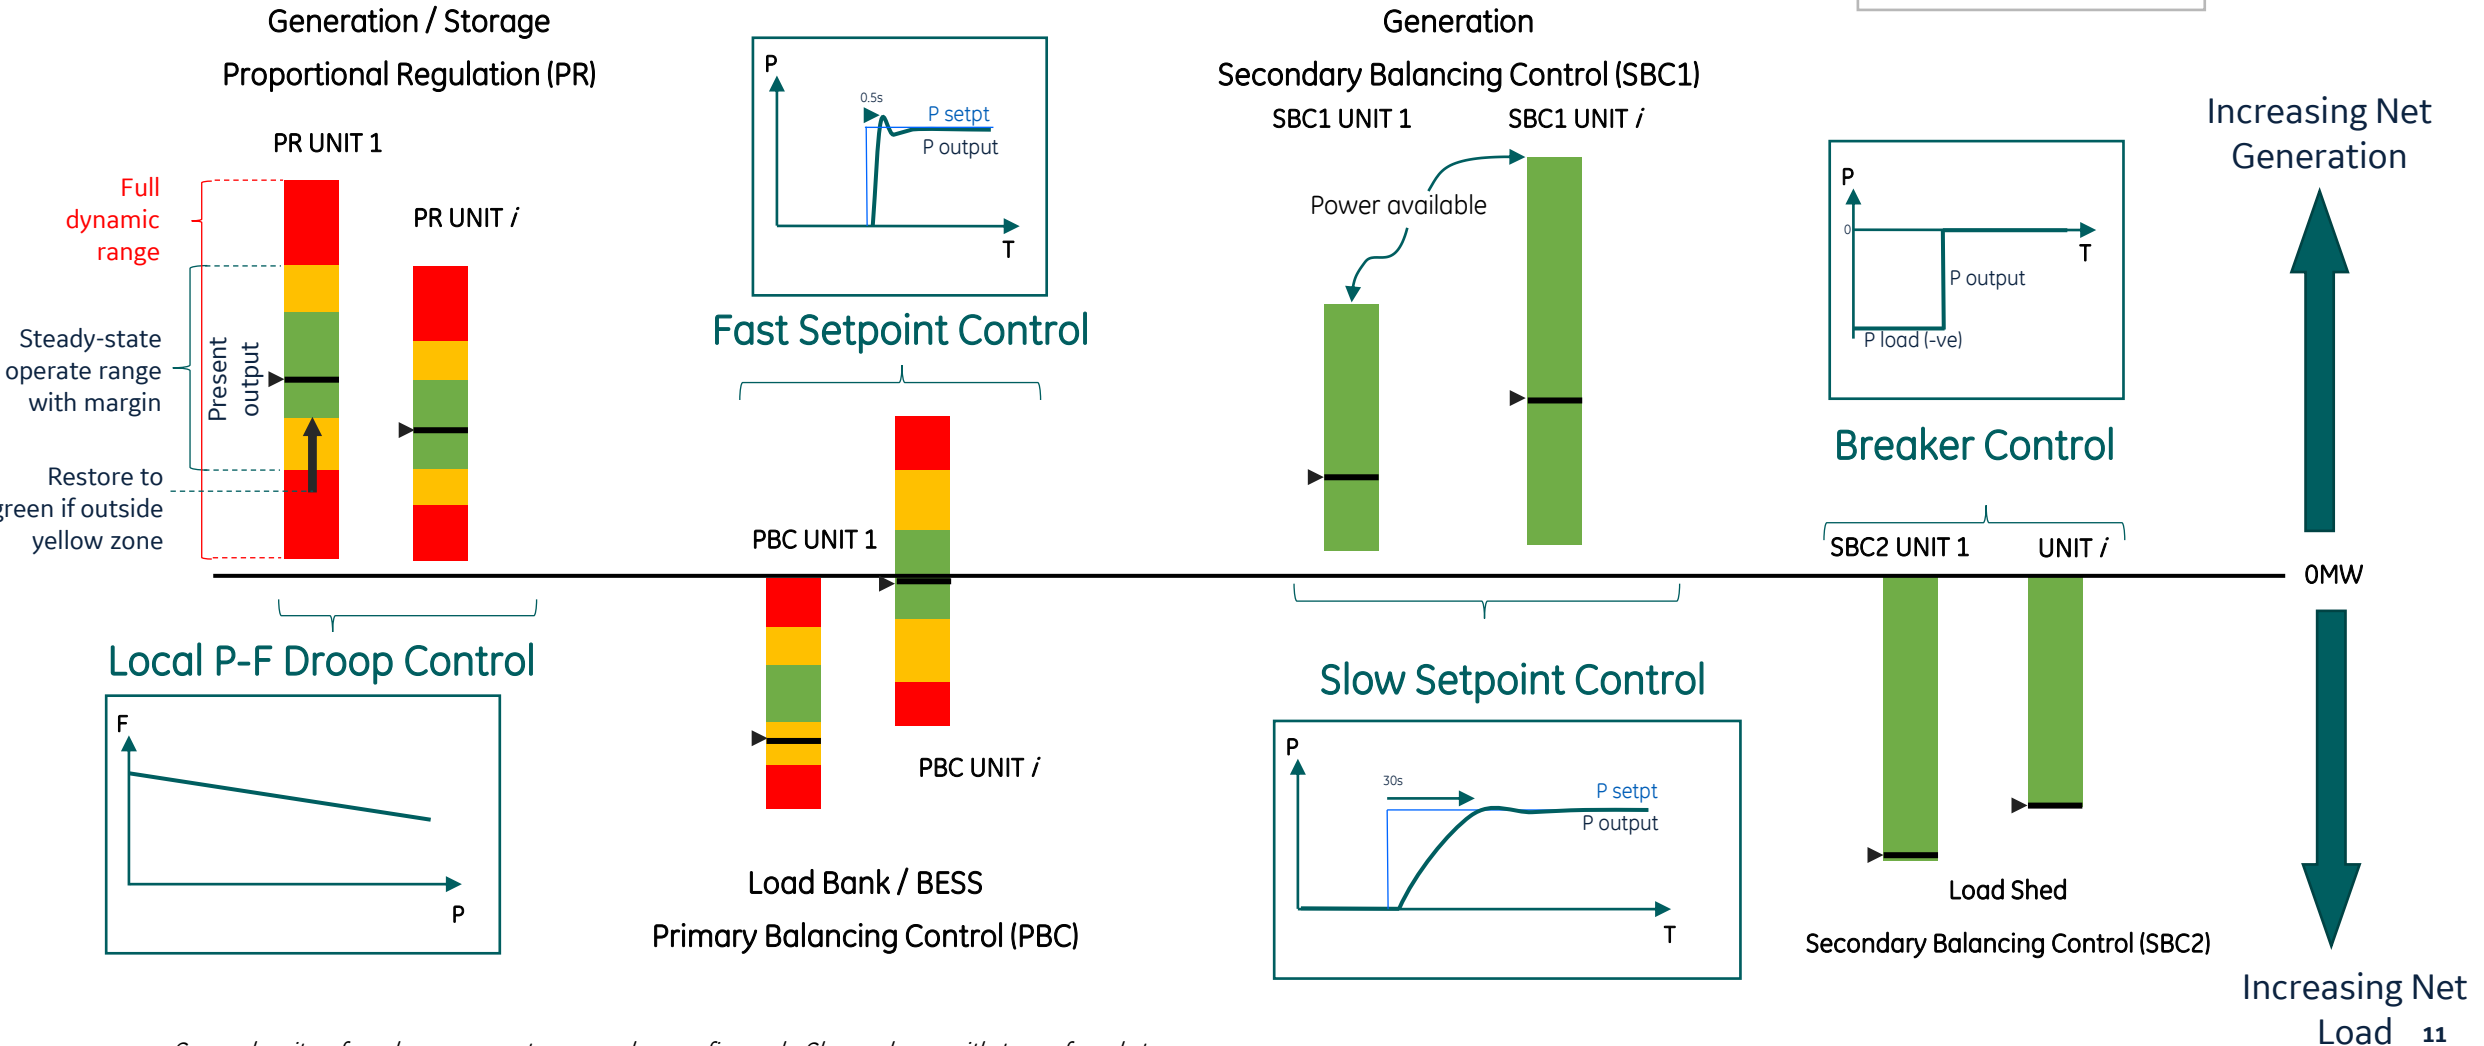 Generation / Storage
Proportional Regulation (PR)
PR UNIT 1
PR UNIT i
Full
dynamic
range
Steady-state
operate range
with margin
Present
output
Restore to
green if outside
yellow zone
Local P-F Droop Control
F
P
P
0.5s
P setpt
P output
T
Fast Setpoint Control
PBC UNIT 1
PBC UNIT i
Load Bank / BESS
Primary Balancing Control (PBC)
Generation
Secondary Balancing Control (SBC1)
SBC1 UNIT 1
SBC1 UNIT i
Power available
Slow Setpoint Control
P
30s
P setpt
P output
T
P
0
T
P output
P load (-ve)
Breaker Control
SBC2 UNIT 1
UNIT i
Load Shed
Secondary Balancing Control (SBC2)
Increasing Net
Generation
0MW
Increasing Net
Load
11